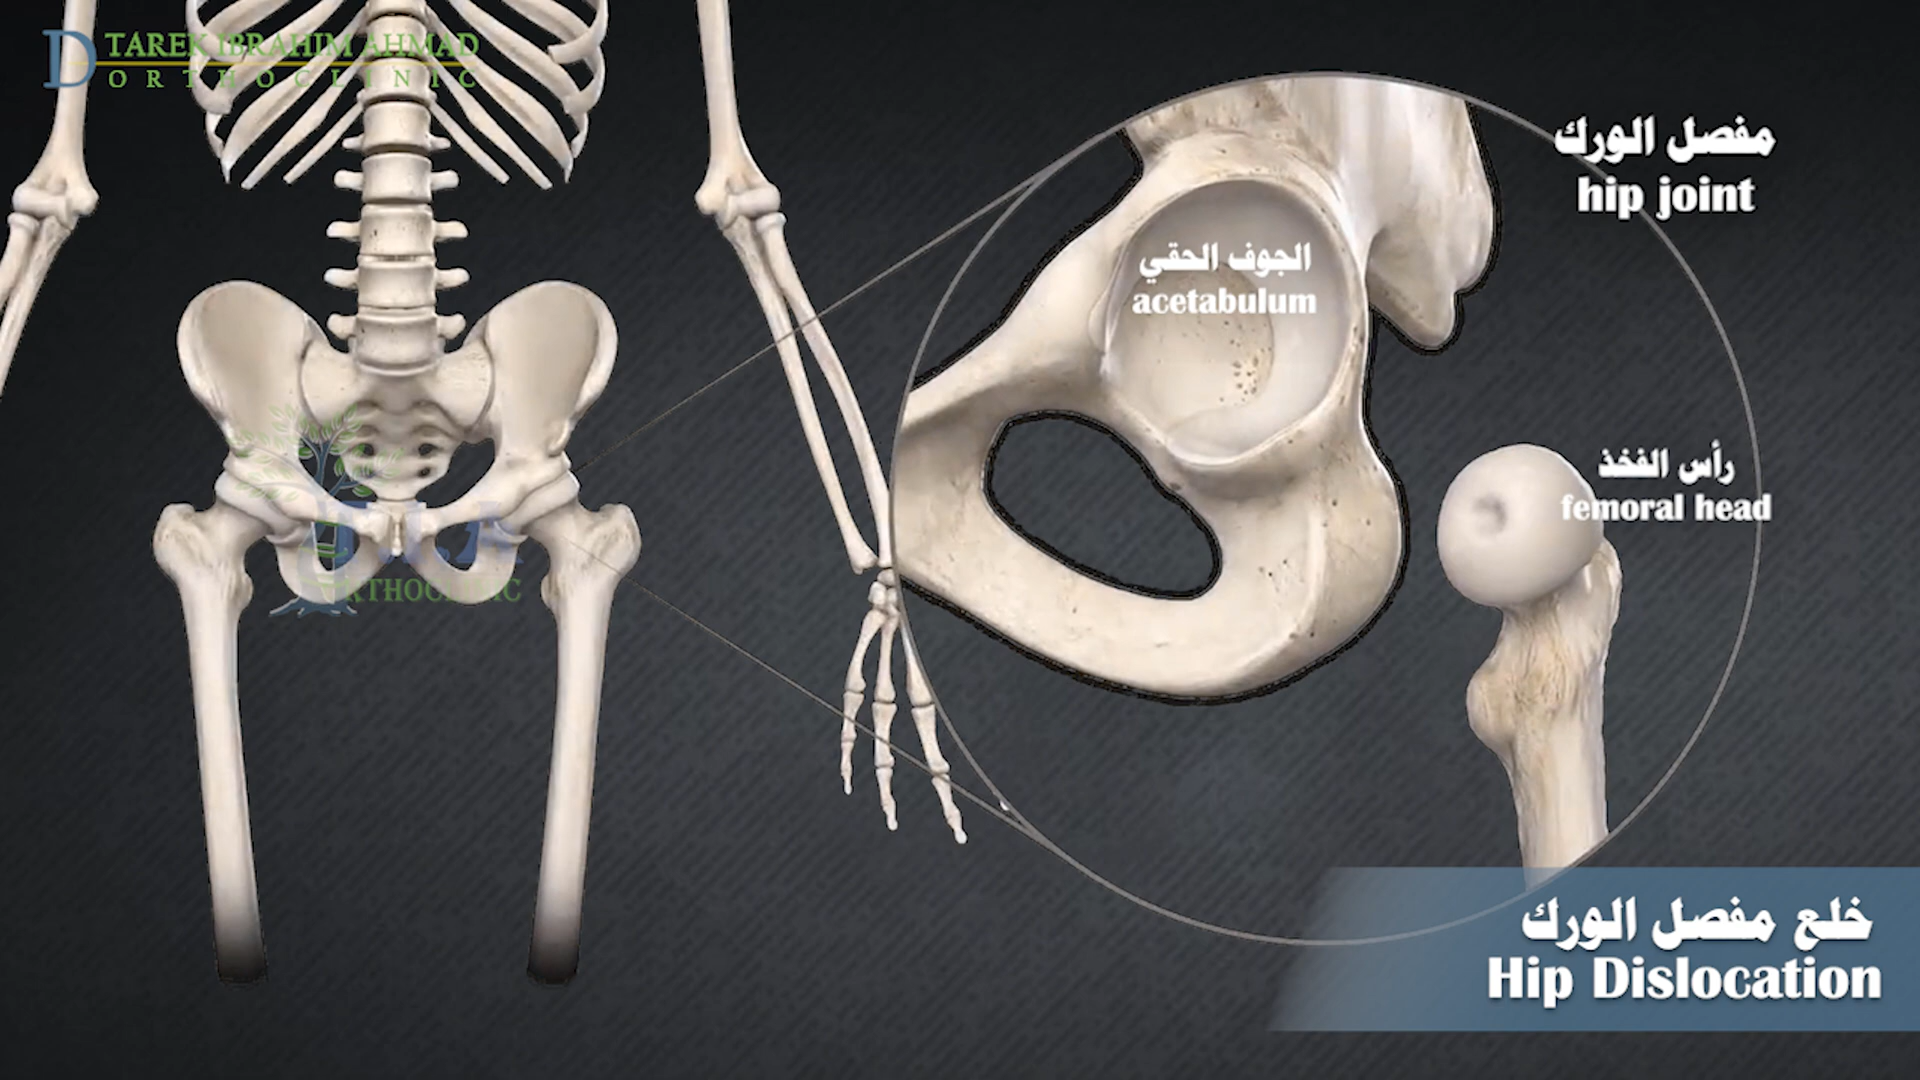 D TAREK IBRAHIM AHMAD
ORTHOCLINIC
مفصل الورك
hip joint
الجوف الحقي
acetabulum
رأس الفخذ
femoral head
ORTHOCLINIC
خلع مفصل الورك
Hip Dislocation